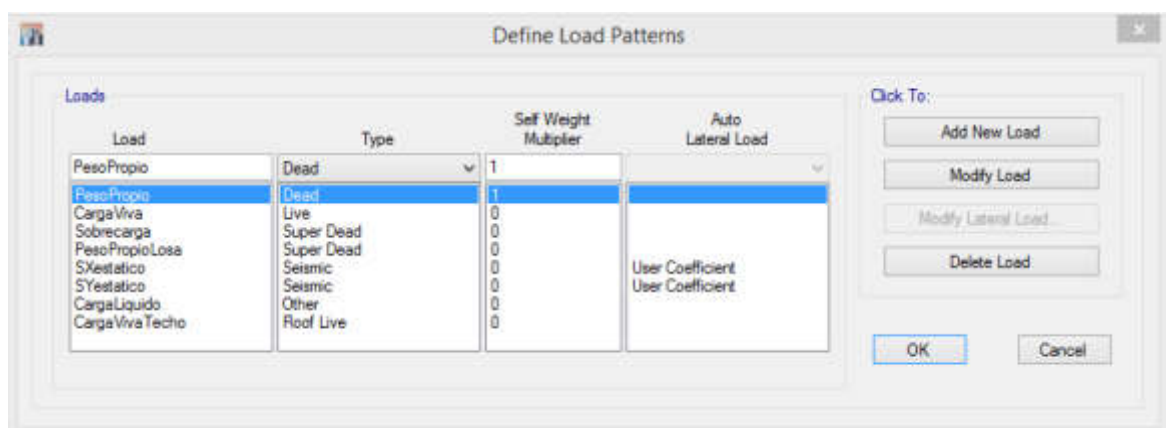 Define Load Patterns
Loads
Click To:
Load Type Self Weight Multiplier Auto Lateral Load
PesoPropio Dead 1
PesoPropio Dead 1
CargaViva Live 0
Sobrecarga Super Dead 0
PesoPropioLosa Super Dead 0
SXestatico Seismic 0 User Coefficient
SYestatico Seismic 0 User Coefficient
CargaLiquido Other 0
CargaVivaTecho Roof Live 0
Add New Load
Modify Load
Modify Lateral Load...
Delete Load
OK Cancel